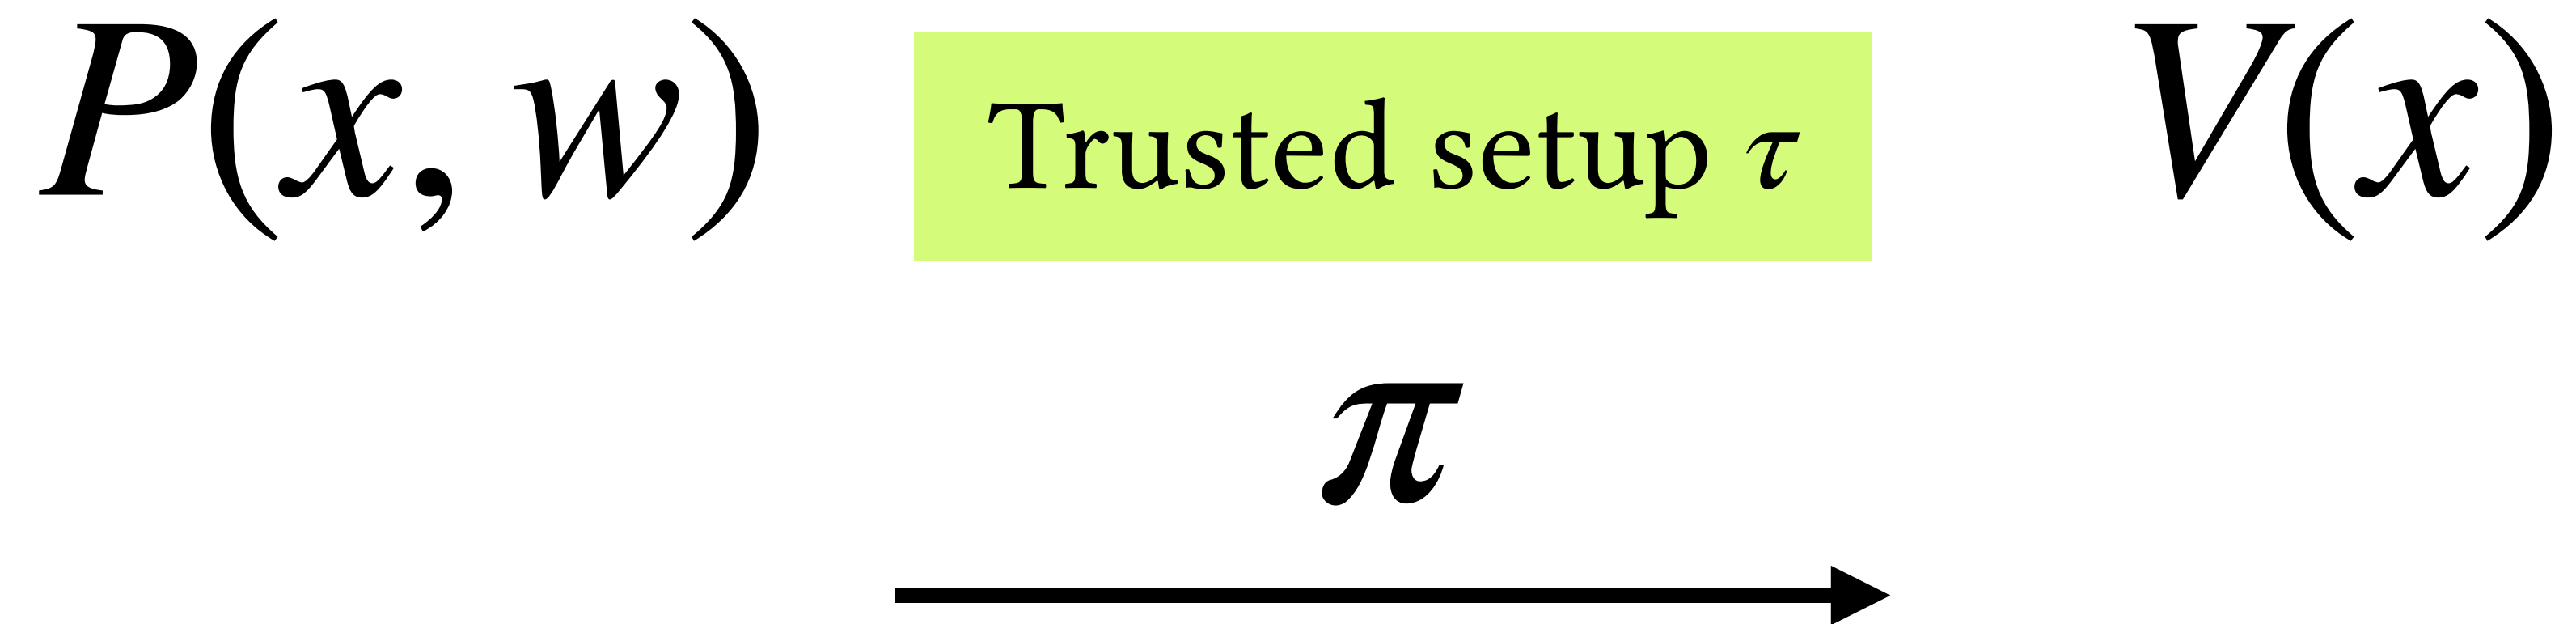 P(x, w) Trusted setup τ V(x)
π